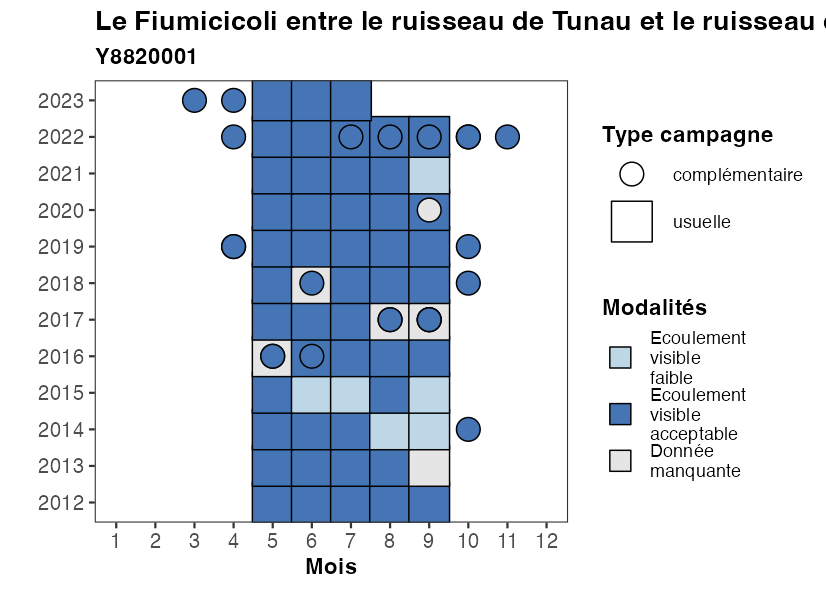 Le Fiumicicoli entre le ruisseau de Tunau et le ruisseau
Y8820001
2023
2022
2021
2020
2019
2018
2017
2016
2015
2014
2013
2012
1 2 3 4 5 6 7 8 9 10 11 12
Mois
Type campagne
complémentaire
usuelle
Modalités
Ecoulement
visible
faible
Ecoulement
visible
acceptable
Donnée
manquante